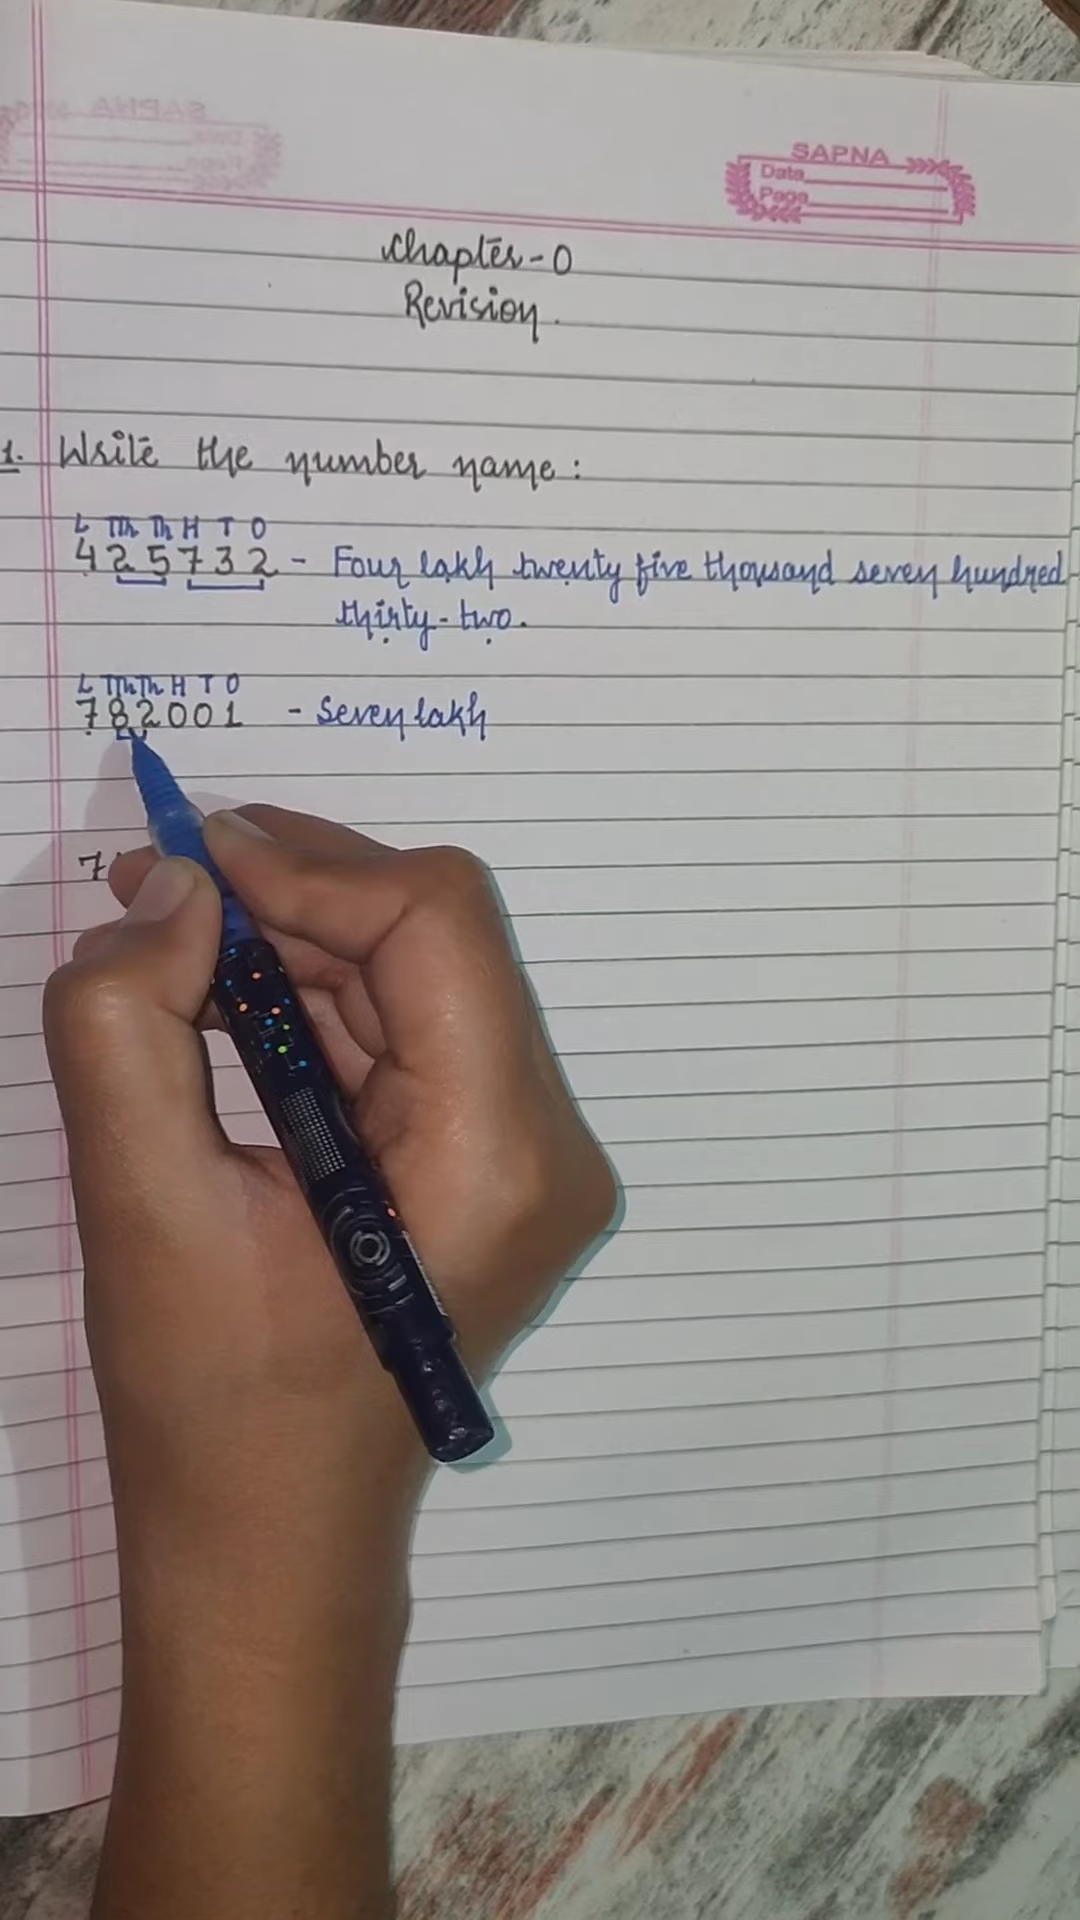 SAPNA
Date
Page
Chapter-0
Revision.
1. Write the number name:
L TTh Th H T O
425732 - Four lakh twenty five thousand seven hundred
thirty-two.
L TTh Th H T O
782001 - Seven lakh
7